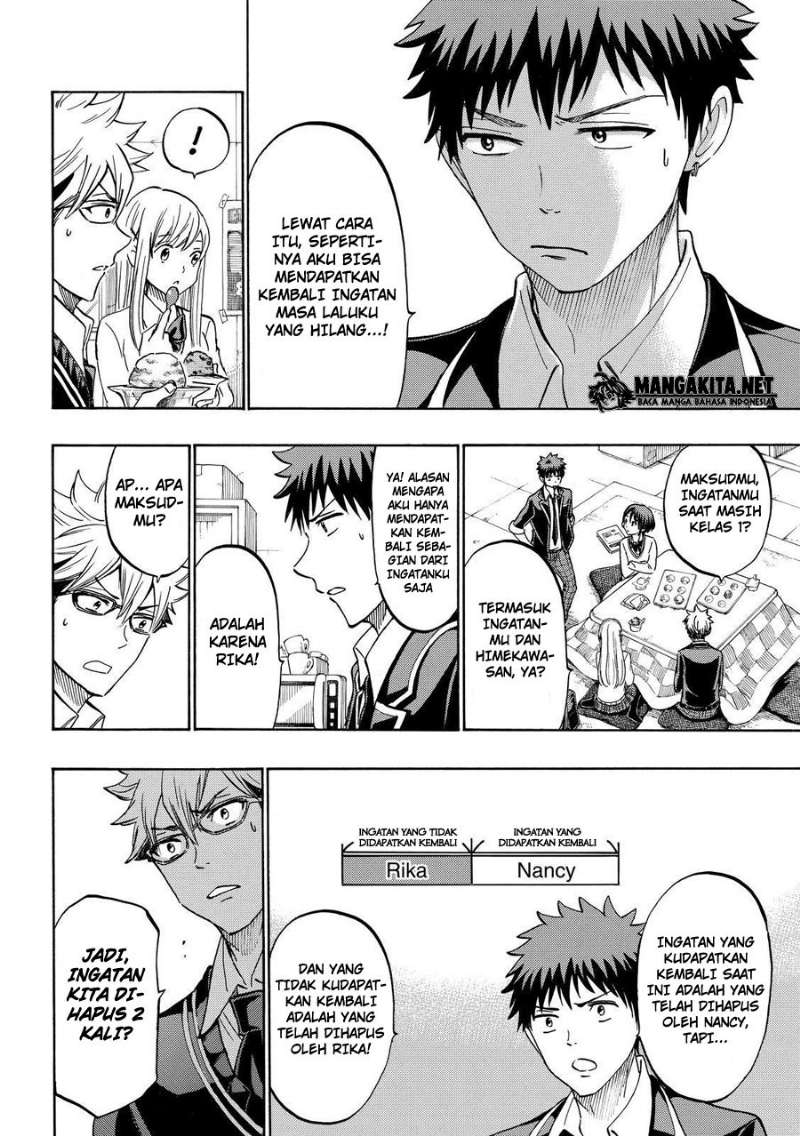 LEWAT CARA
ITU, SEPERTI-
NYA AKU BISA
MENDAPATKAN
KEMBALI INGATAN
MASA LALUKU
YANG HILANG...!
!
MANGAKITA.NET
BACA MANGA BAHASA INDONESIA
MAKSUDMU,
INGATANMU
SAAT MASIH
KELAS 1?
TERMASUK
INGATAN-
MU DAN
HIMEKAWA-
SAN, YA?
YA! ALASAN
MENGAPA
AKU HANYA
MENDAPAT-
KAN KEM-
BALI SEBA-
GIAN DARI
INGATANKU
SAJA
ADALAH
KARENA
RIKA!
AP... APA
MAKSUD-
MU?
INGATAN YANG TIDAK
DIDAPATKAN KEMBALI
INGATAN YANG
DIDAPATKAN KEMBALI
Rika
Nancy
INGATAN YANG
KUDAPATKAN
KEMBALI SAAT
INI ADALAH YANG
TELAH DIHAPUS
OLEH NANCY,
TAPI...
DAN YANG
TIDAK KUDAPAT-
KAN KEMBALI
ADALAH YANG
TELAH DIHAPUS
OLEH RIKA!
JADI,
INGATAN
KITA DI-
HAPUS 2
KALI?